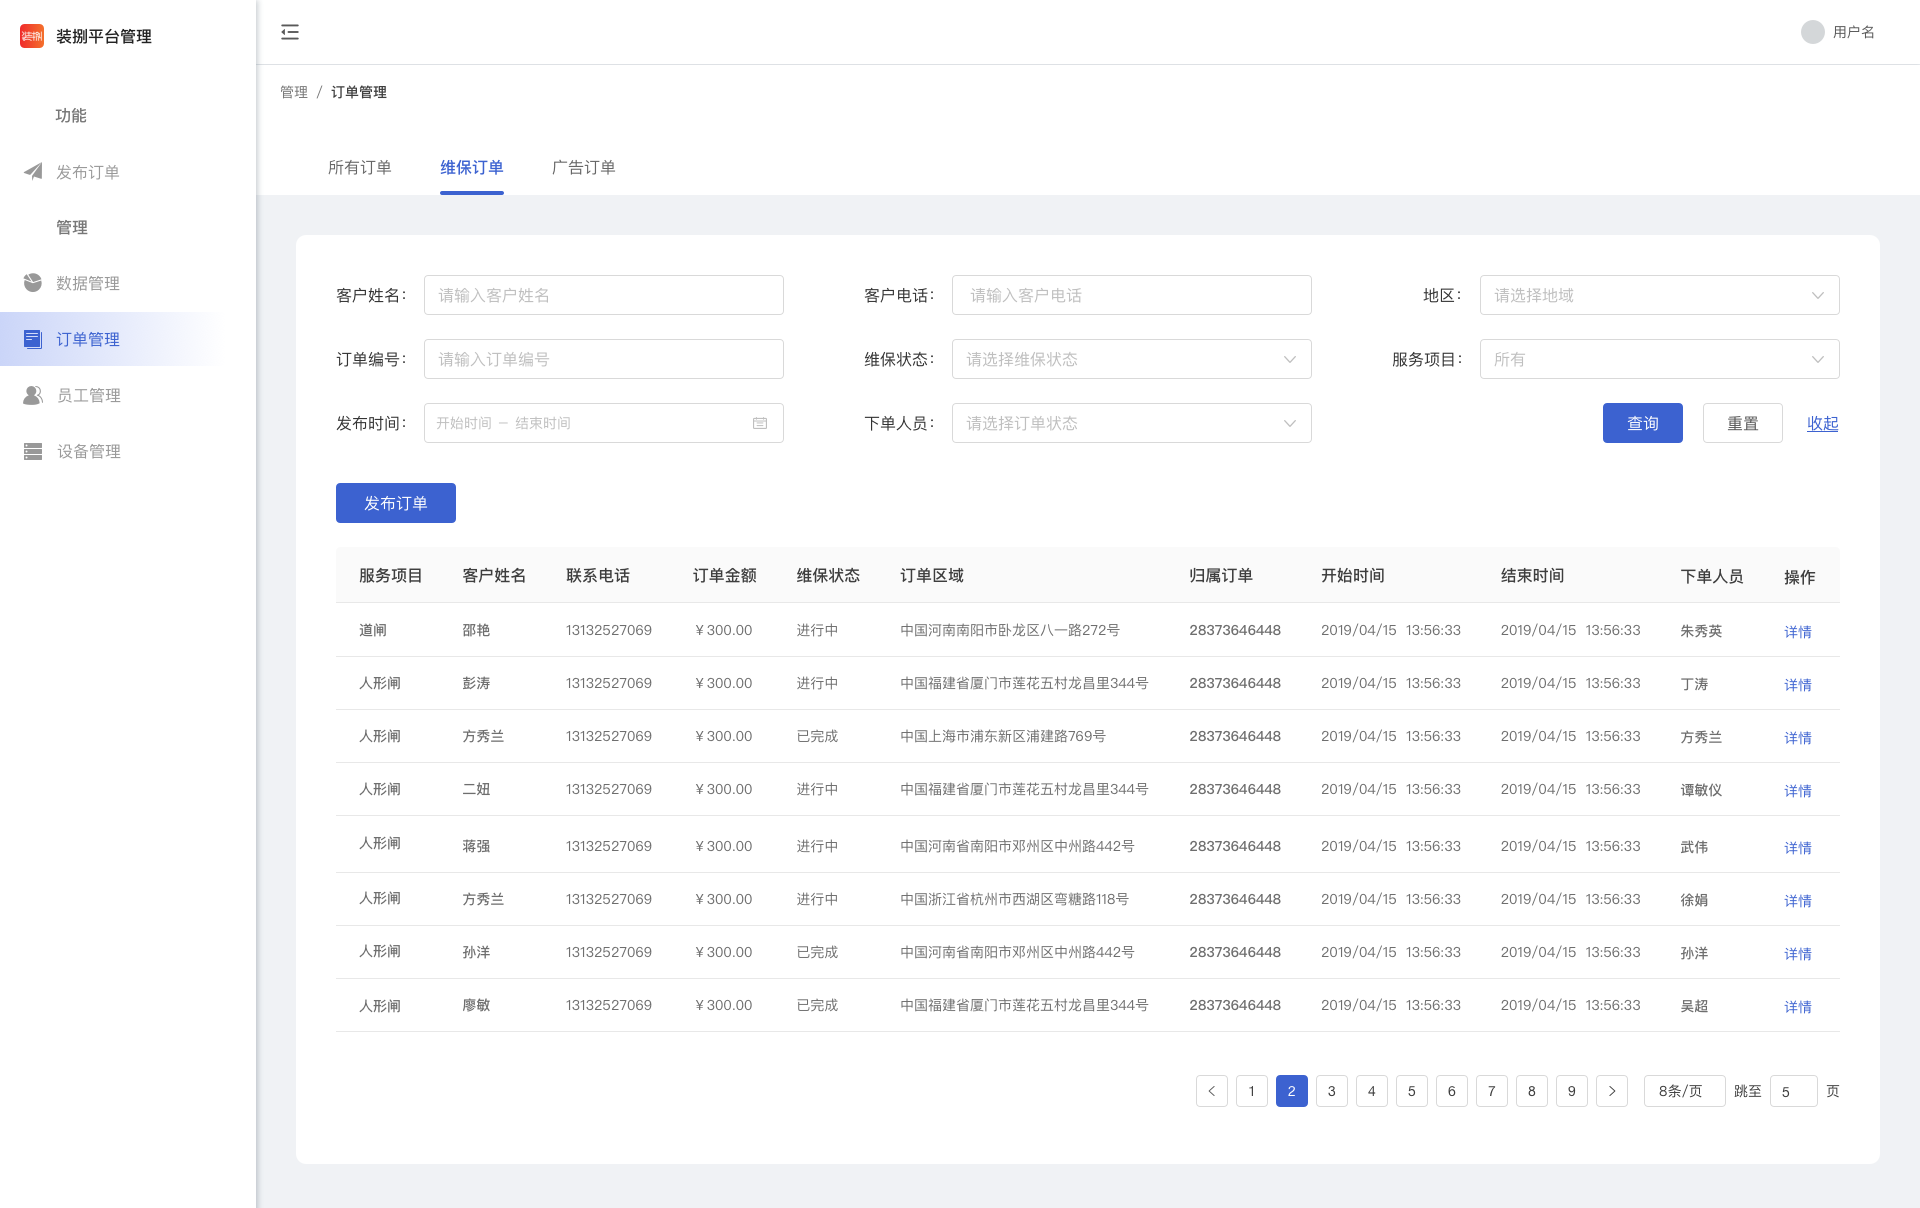 装捌
装捌平台管理
用户名
功能
发布订单
管理
数据管理
订单管理
员工管理
设备管理
管理 / 订单管理
所有订单 维保订单 广告订单
客户姓名： 请输入客户姓名 客户电话： 请输入客户电话 地区： 请选择地域
订单编号： 请输入订单编号 维保状态： 请选择维保状态 服务项目： 所有
发布时间： 开始时间 – 结束时间 下单人员： 请选择订单状态 查询 重置 收起
发布订单
服务项目 客户姓名 联系电话 订单金额 维保状态 订单区域 归属订单 开始时间 结束时间 下单人员 操作
道闸 邵艳 13132527069 ¥300.00 进行中 中国河南南阳市卧龙区八一路272号 28373646448 2019/04/15 13:56:33 2019/04/15 13:56:33 朱秀英 详情
人形闸 彭涛 13132527069 ¥300.00 进行中 中国福建省厦门市莲花五村龙昌里344号 28373646448 2019/04/15 13:56:33 2019/04/15 13:56:33 丁涛 详情
人形闸 方秀兰 13132527069 ¥300.00 已完成 中国上海市浦东新区浦建路769号 28373646448 2019/04/15 13:56:33 2019/04/15 13:56:33 方秀兰 详情
人形闸 二妞 13132527069 ¥300.00 进行中 中国福建省厦门市莲花五村龙昌里344号 28373646448 2019/04/15 13:56:33 2019/04/15 13:56:33 谭敏仪 详情
人形闸 蒋强 13132527069 ¥300.00 进行中 中国河南省南阳市邓州区中州路442号 28373646448 2019/04/15 13:56:33 2019/04/15 13:56:33 武伟 详情
人形闸 方秀兰 13132527069 ¥300.00 进行中 中国浙江省杭州市西湖区弯糖路118号 28373646448 2019/04/15 13:56:33 2019/04/15 13:56:33 徐娟 详情
人形闸 孙洋 13132527069 ¥300.00 已完成 中国河南省南阳市邓州区中州路442号 28373646448 2019/04/15 13:56:33 2019/04/15 13:56:33 孙洋 详情
人形闸 廖敏 13132527069 ¥300.00 已完成 中国福建省厦门市莲花五村龙昌里344号 28373646448 2019/04/15 13:56:33 2019/04/15 13:56:33 吴超 详情
< 1 2 3 4 5 6 7 8 9 > 8条/页 跳至 5 页